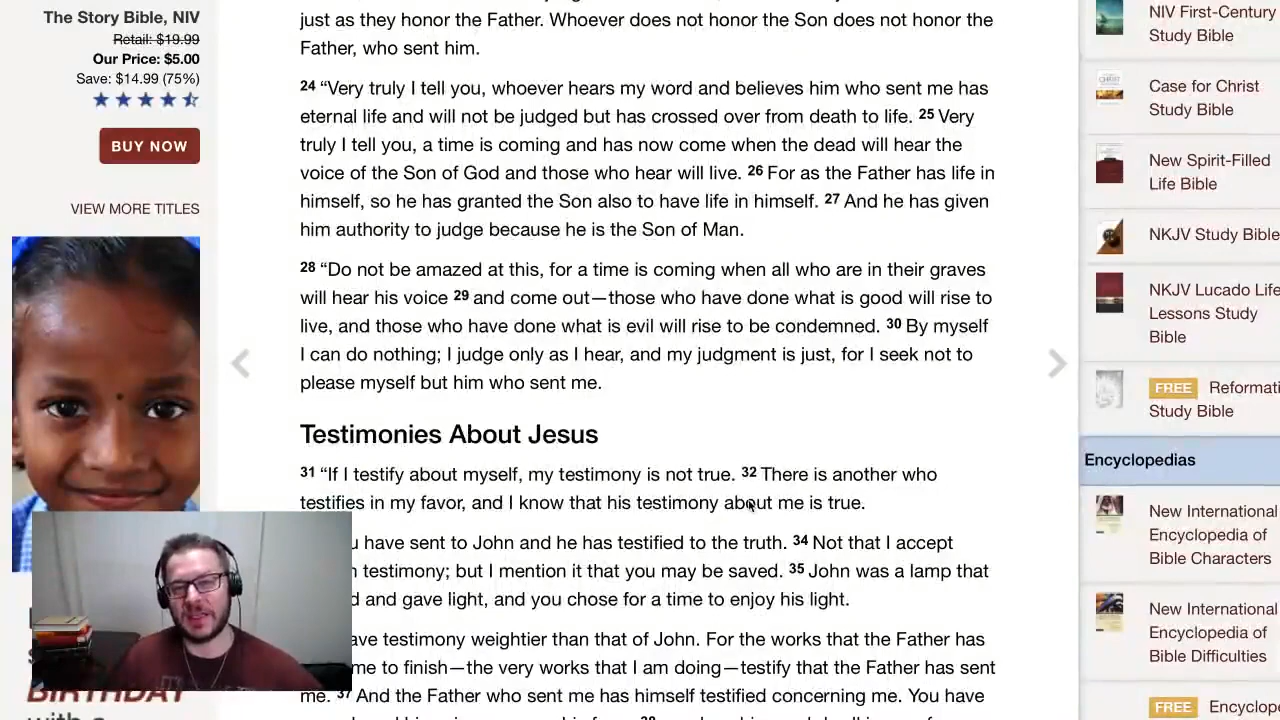 The Story Bible, NIV
Retail: $19.99
Our Price: $5.00
Save: $14.99 (75%)
BUY NOW
VIEW MORE TITLES
BIRTHDAY
just as they honor the Father. Whoever does not honor the Son does not honor the
Father, who sent him.
24 “Very truly I tell you, whoever hears my word and believes him who sent me has
eternal life and will not be judged but has crossed over from death to life. 25 Very
truly I tell you, a time is coming and has now come when the dead will hear the
voice of the Son of God and those who hear will live. 26 For as the Father has life in
himself, so he has granted the Son also to have life in himself. 27 And he has given
him authority to judge because he is the Son of Man.
28 “Do not be amazed at this, for a time is coming when all who are in their graves
will hear his voice 29 and come out—those who have done what is good will rise to
live, and those who have done what is evil will rise to be condemned. 30 By myself
I can do nothing; I judge only as I hear, and my judgment is just, for I seek not to
please myself but him who sent me.
Testimonies About Jesus
31 “If I testify about myself, my testimony is not true. 32 There is another who
testifies in my favor, and I know that his testimony about me is true.
have sent to John and he has testified to the truth. 34 Not that I accept
testimony; but I mention it that you may be saved. 35 John was a lamp that
and gave light, and you chose for a time to enjoy his light.
testimony weightier than that of John. For the works that the Father has
me to finish—the very works that I am doing—testify that the Father has sent
me. 37 And the Father who sent me has himself testified concerning me. You have
NIV First-Century
Study Bible
Case for Christ
Study Bible
New Spirit-Filled
Life Bible
NKJV Study Bible
NKJV Lucado Life
Lessons Study
Bible
FREE Reformati
Study Bible
Encyclopedias
New International
Encyclopedia of
Bible Characters
New International
Encyclopedia of
Bible Difficulties
FREE Encyclop